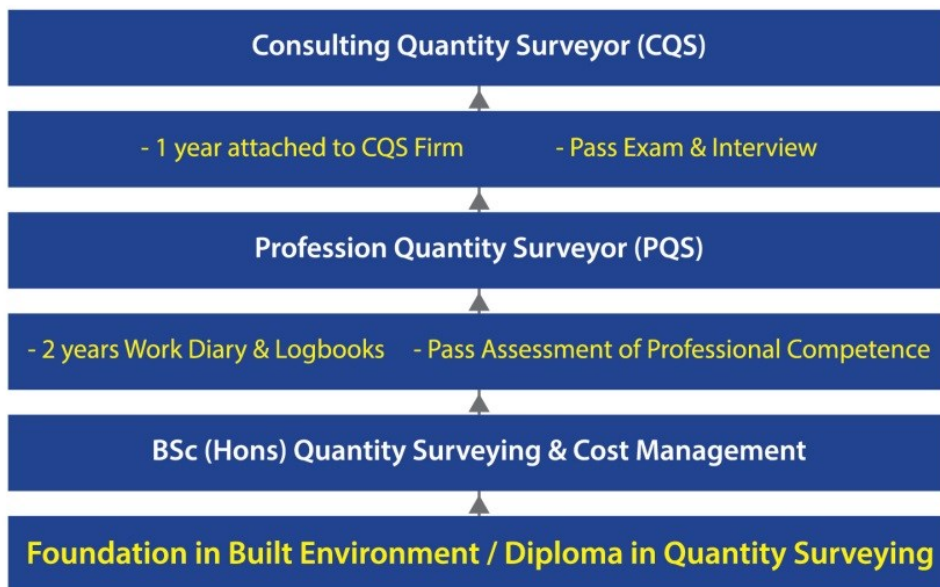 Consulting Quantity Surveyor (CQS)
- 1 year attached to CQS Firm - Pass Exam & Interview
Profession Quantity Surveyor (PQS)
- 2 years Work Diary & Logbooks - Pass Assessment of Professional Competence
BSc (Hons) Quantity Surveying & Cost Management
Foundation in Built Environment / Diploma in Quantity Surveying